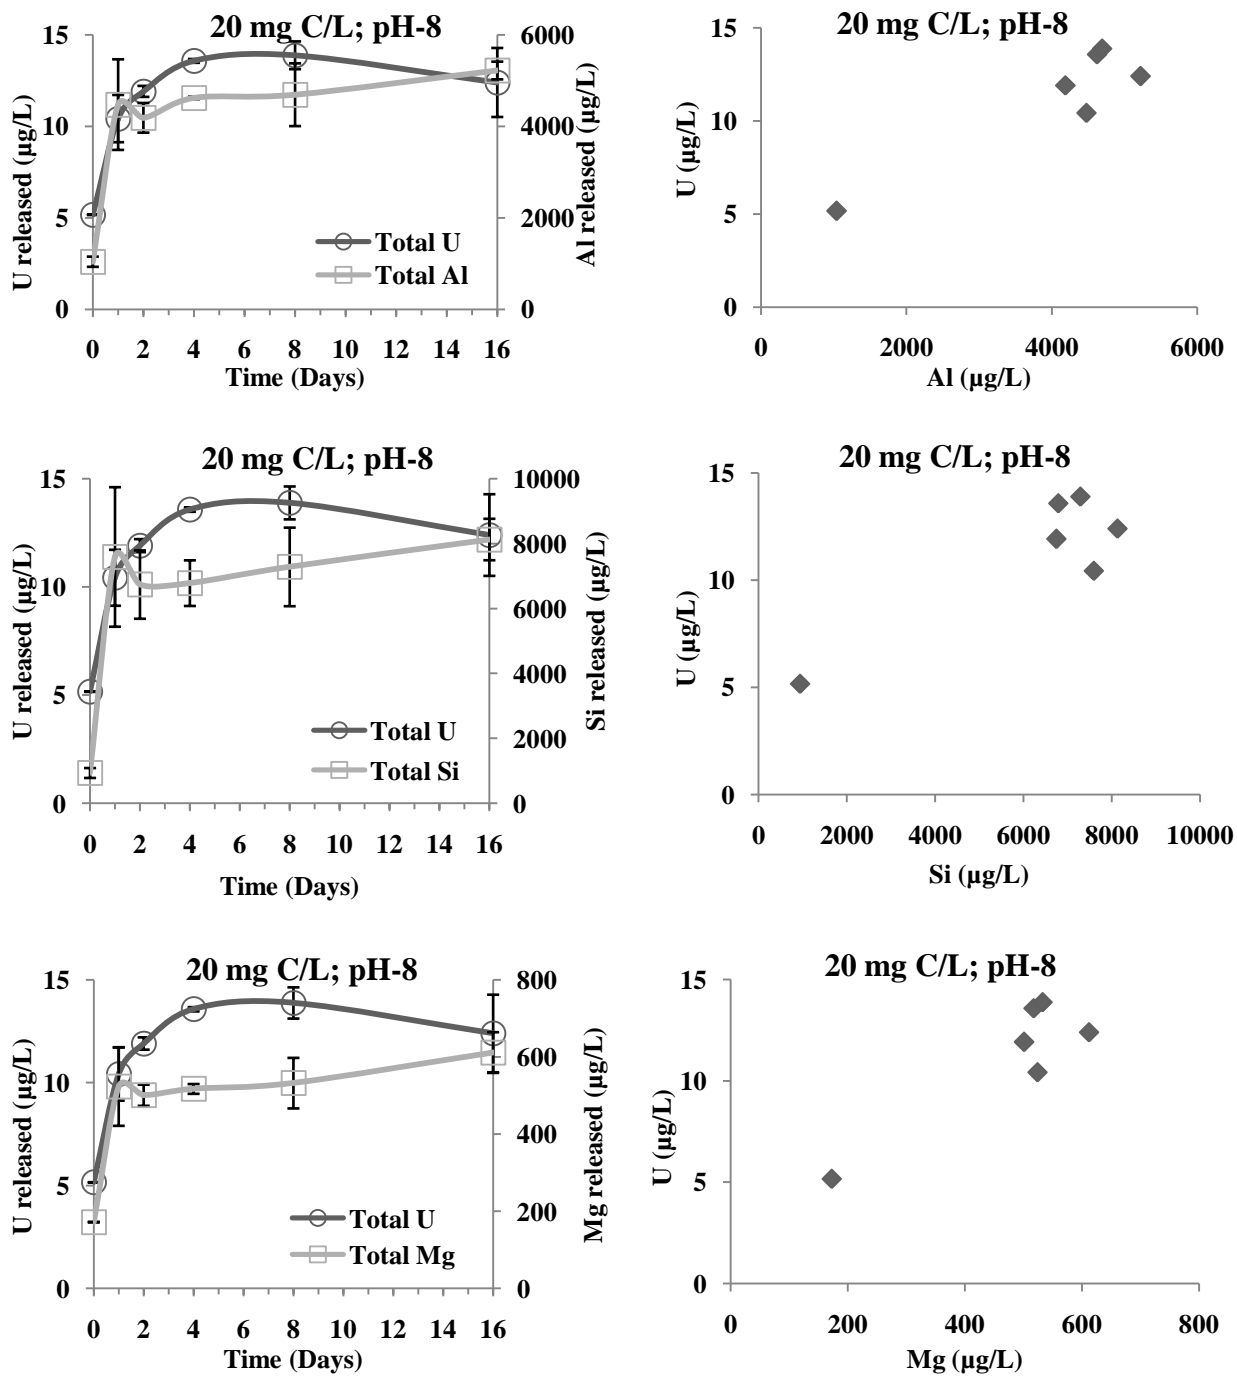 20 mg C/L; pH-8
U released (µg/L)
15
10
5
0
6000
4000
2000
0
Al released (µg/L)
Total U
Total Al
0 2 4 6 8 10 12 14 16
Time (Days)
20 mg C/L; pH-8
U (µg/L)
15
10
5
0
0 2000 4000 6000
Al (µg/L)
20 mg C/L; pH-8
U released (µg/L)
15
10
5
0
10000
8000
6000
4000
2000
0
Si released (µg/L)
Total U
Total Si
0 2 4 6 8 10 12 14 16
Time (Days)
20 mg C/L; pH-8
U (µg/L)
15
10
5
0
0 2000 4000 6000 8000 10000
Si (µg/L)
20 mg C/L; pH-8
U released (µg/L)
15
10
5
0
800
600
400
200
0
Mg released (µg/L)
Total U
Total Mg
0 2 4 6 8 10 12 14 16
Time (Days)
20 mg C/L; pH-8
U (µg/L)
15
10
5
0
0 200 400 600 800
Mg (µg/L)